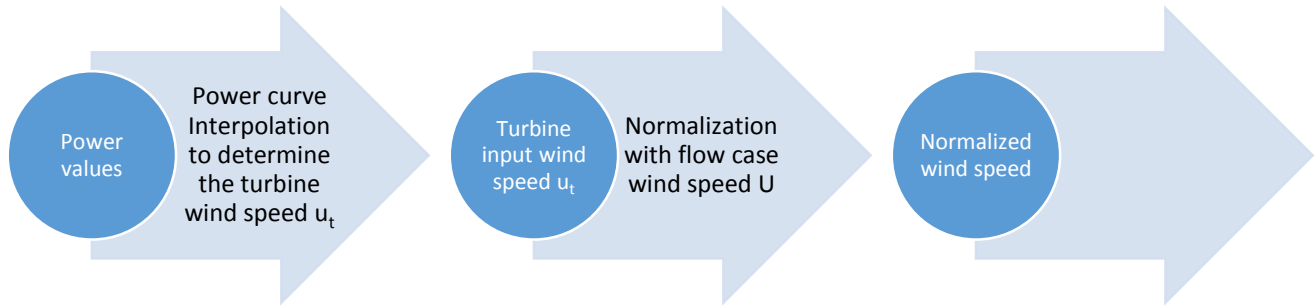 Power
values
Power curve
Interpolation
to determine
the turbine
wind speed uₜ
Turbine
input wind
speed uₜ
Normalization
with flow case
wind speed U
Normalized
wind speed